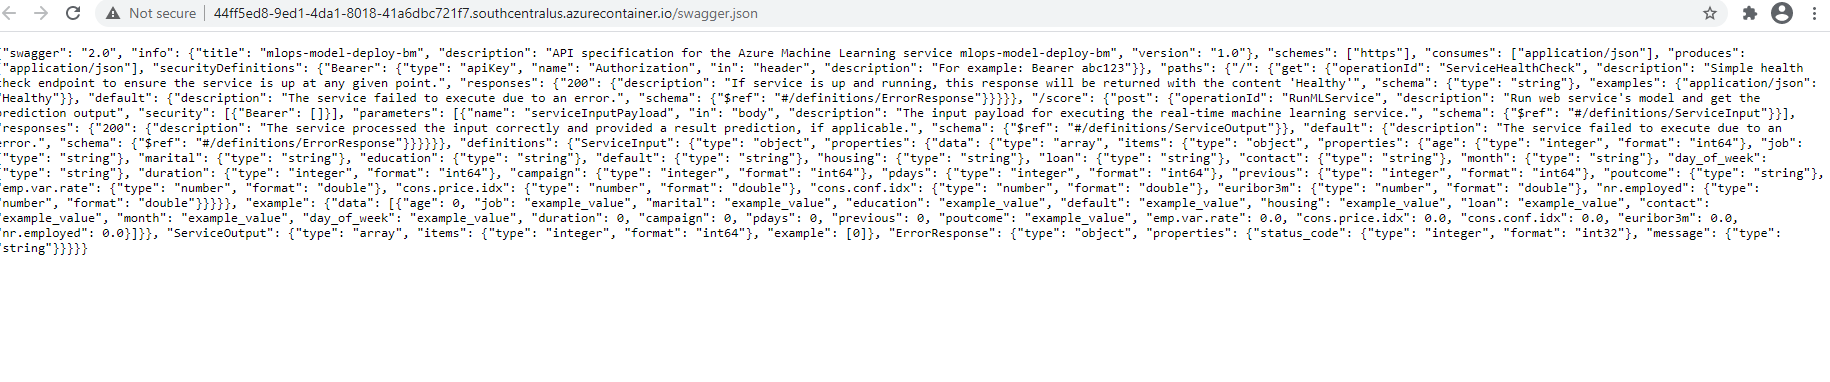 Not secure | 44ff5ed8-9ed1-4da1-8018-41a6dbc721f7.southcentralus.azurecontainer.io/swagger.json
{"swagger": "2.0", "info": {"title": "mlops-model-deploy-bm", "description": "API specification for the Azure Machine Learning service mlops-model-deploy-bm", "version": "1.0"}, "schemes": ["https"], "consumes": ["application/json"], "produces":
["application/json"], "securityDefinitions": {"Bearer": {"type": "apiKey", "name": "Authorization", "in": "header", "description": "For example: Bearer abc123"}}, "paths": {"/": {"get": {"operationId": "ServiceHealthCheck", "description": "Simple health
check endpoint to ensure the service is up at any given point.", "responses": {"200": {"description": "If service is up and running, this response will be returned with the content 'Healthy'", "schema": {"type": "string"}, "examples": {"application/json":
"Healthy"}}, "default": {"description": "The service failed to execute due to an error.", "schema": {"$ref": "#/definitions/ErrorResponse"}}}}}, "/score": {"post": {"operationId": "RunMLService", "description": "Run web service's model and get the
prediction output", "security": [{"Bearer": []}], "parameters": [{"name": "serviceInputPayload", "in": "body", "description": "The input payload for executing the real-time machine learning service.", "schema": {"$ref": "#/definitions/ServiceInput"}}],
"responses": {"200": {"description": "The service processed the input correctly and provided a result prediction, if applicable.", "schema": {"$ref": "#/definitions/ServiceOutput"}}, "default": {"description": "The service failed to execute due to an
error.", "schema": {"$ref": "#/definitions/ErrorResponse"}}}}}}, "definitions": {"ServiceInput": {"type": "object", "properties": {"data": {"type": "array", "items": {"type": "object", "properties": {"age": {"type": "integer", "format": "int64"}, "job":
{"type": "string"}, "marital": {"type": "string"}, "education": {"type": "string"}, "default": {"type": "string"}, "housing": {"type": "string"}, "loan": {"type": "string"}, "contact": {"type": "string"}, "month": {"type": "string"}, "day_of_week":
{"type": "string"}, "duration": {"type": "integer", "format": "int64"}, "campaign": {"type": "integer", "format": "int64"}, "pdays": {"type": "integer", "format": "int64"}, "previous": {"type": "integer", "format": "int64"}, "poutcome": {"type": "string"},
"emp.var.rate": {"type": "number", "format": "double"}, "cons.price.idx": {"type": "number", "format": "double"}, "cons.conf.idx": {"type": "number", "format": "double"}, "euribor3m": {"type": "number", "format": "double"}, "nr.employed": {"type":
"number", "format": "double"}}}}}, "example": {"data": [{"age": 0, "job": "example_value", "marital": "example_value", "education": "example_value", "default": "example_value", "housing": "example_value", "loan": "example_value", "contact":
"example_value", "month": "example_value", "day_of_week": "example_value", "duration": 0, "campaign": 0, "pdays": 0, "previous": 0, "poutcome": "example_value", "emp.var.rate": 0.0, "cons.price.idx": 0.0, "cons.conf.idx": 0.0, "euribor3m": 0.0,
"nr.employed": 0.0}]}}, "ServiceOutput": {"type": "array", "items": {"type": "integer", "format": "int64"}, "example": [0]}, "ErrorResponse": {"type": "object", "properties": {"status_code": {"type": "integer", "format": "int32"}, "message": {"type":
"string"}}}}}